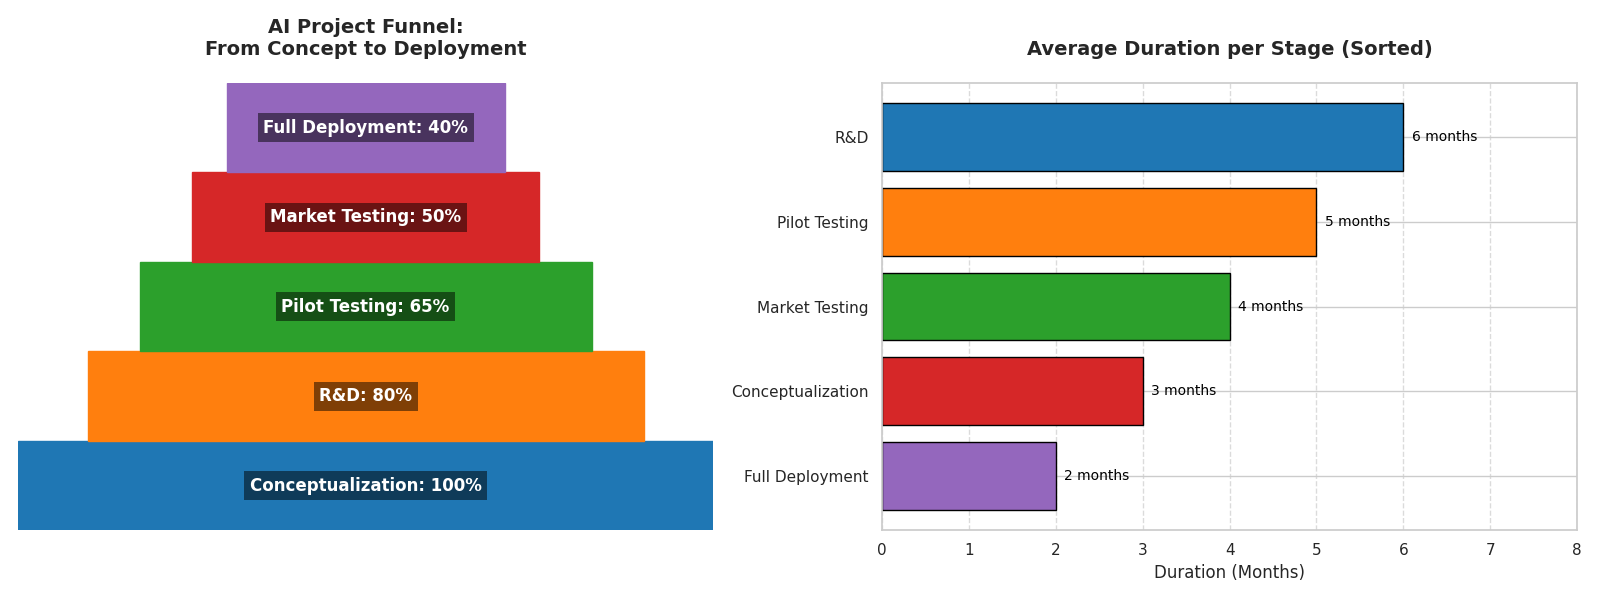 AI Project Funnel:
From Concept to Deployment
Full Deployment: 40%
Market Testing: 50%
Pilot Testing: 65%
R&D: 80%
Conceptualization: 100%
Average Duration per Stage (Sorted)
R&D
6 months
Pilot Testing
5 months
Market Testing
4 months
Conceptualization
3 months
Full Deployment
2 months
0 1 2 3 4 5 6 7 8
Duration (Months)